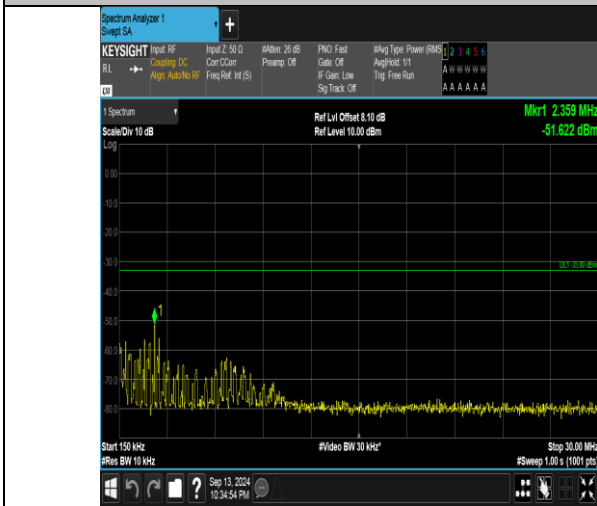 Spectrum Analyzer 1
Swept SA
+
KEYSIGHT
RL
Input: RF
Coupling: DC
Align: Auto/No RF
Input Z: 50 Ω
Corr CCorr
Freq Ref: Int (S)
#Atten: 26 dB
Preamp: Off
PNO: Fast
Gate: Off
IF Gain: Low
Sig Track: Off
#Avg Type: Power (RMS
Avg|Hold: 1/1
Trig: Free Run
1 2 3 4 5 6
A W W W W W
A A A A A A
1 Spectrum
Scale/Div 10 dB
Log
Ref Lvl Offset 8.10 dB
Ref Level 10.00 dBm
Mkr1 2.359 MHz
-51.622 dBm
0.00
-10.0
-20.0
-30.0
DL1 -33.00 dBm
-40.0
-50.0
1
-60.0
-70.0
-80.0
Start 150 kHz
#Res BW 10 kHz
#Video BW 30 kHz*
Stop 30.00 MHz
#Sweep 1.00 s (1001 pts)
?
Sep 13, 2024
10:34:54 PM